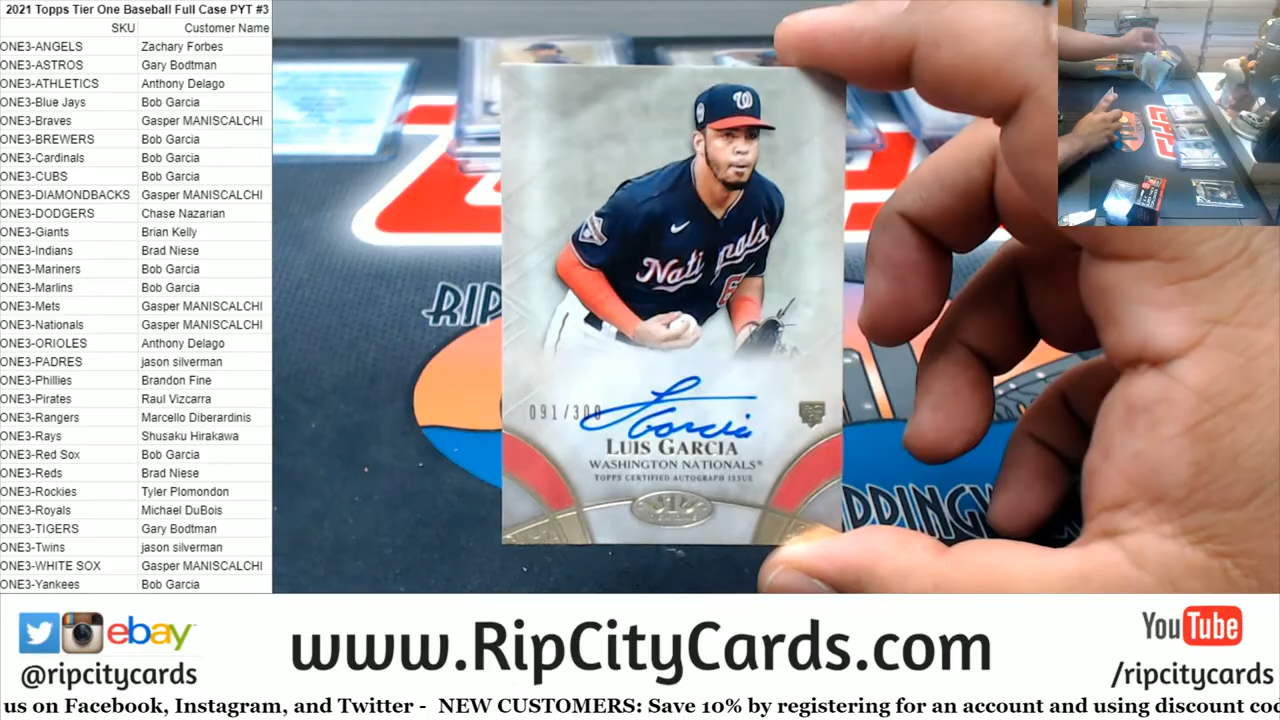 2021 Topps Tier One Baseball Full Case PYT #3
SKU Customer Name
ONE3-ANGELS Zachary Forbes
ONE3-ASTROS Gary Bodtman
ONE3-ATHLETICS Anthony Delago
ONE3-Blue Jays Bob Garcia
ONE3-Braves Gasper MANISCALCHI
ONE3-BREWERS Bob Garcia
ONE3-Cardinals Bob Garcia
ONE3-CUBS Bob Garcia
ONE3-DIAMONDBACKS Gasper MANISCALCHI
ONE3-DODGERS Chase Nazarian
ONE3-Giants Brian Kelly
ONE3-Indians Brad Niese
ONE3-Mariners Bob Garcia
ONE3-Marlins Bob Garcia
ONE3-Mets Gasper MANISCALCHI
ONE3-Nationals Gasper MANISCALCHI
ONE3-ORIOLES Anthony Delago
ONE3-PADRES jason silverman
ONE3-Phillies Brandon Fine
ONE3-Pirates Raul Vizcarra
ONE3-Rangers Marcello Diberardinis
ONE3-Rays Shusaku Hirakawa
ONE3-Red Sox Bob Garcia
ONE3-Reds Brad Niese
ONE3-Rockies Tyler Plomondon
ONE3-Royals Michael DuBois
ONE3-TIGERS Gary Bodtman
ONE3-Twins jason silverman
ONE3-WHITE SOX Gasper MANISCALCHI
ONE3-Yankees Bob Garcia
W
Nationals
6
RIP
091/300
L Garcia
RC
LUIS GARCIA
WASHINGTON NATIONALS®
TOPPS CERTIFIED AUTOGRAPH ISSUE
1
ebay
@ripcitycards
www.RipCityCards.com
YouTube
/ripcitycards
us on Facebook, Instagram, and Twitter - NEW CUSTOMERS: Save 10% by registering for an account and using discount